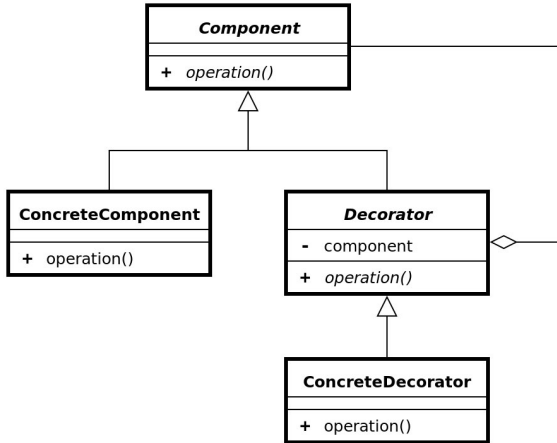 Component
+ operation()
ConcreteComponent
+ operation()
Decorator
- component
+ operation()
ConcreteDecorator
+ operation()